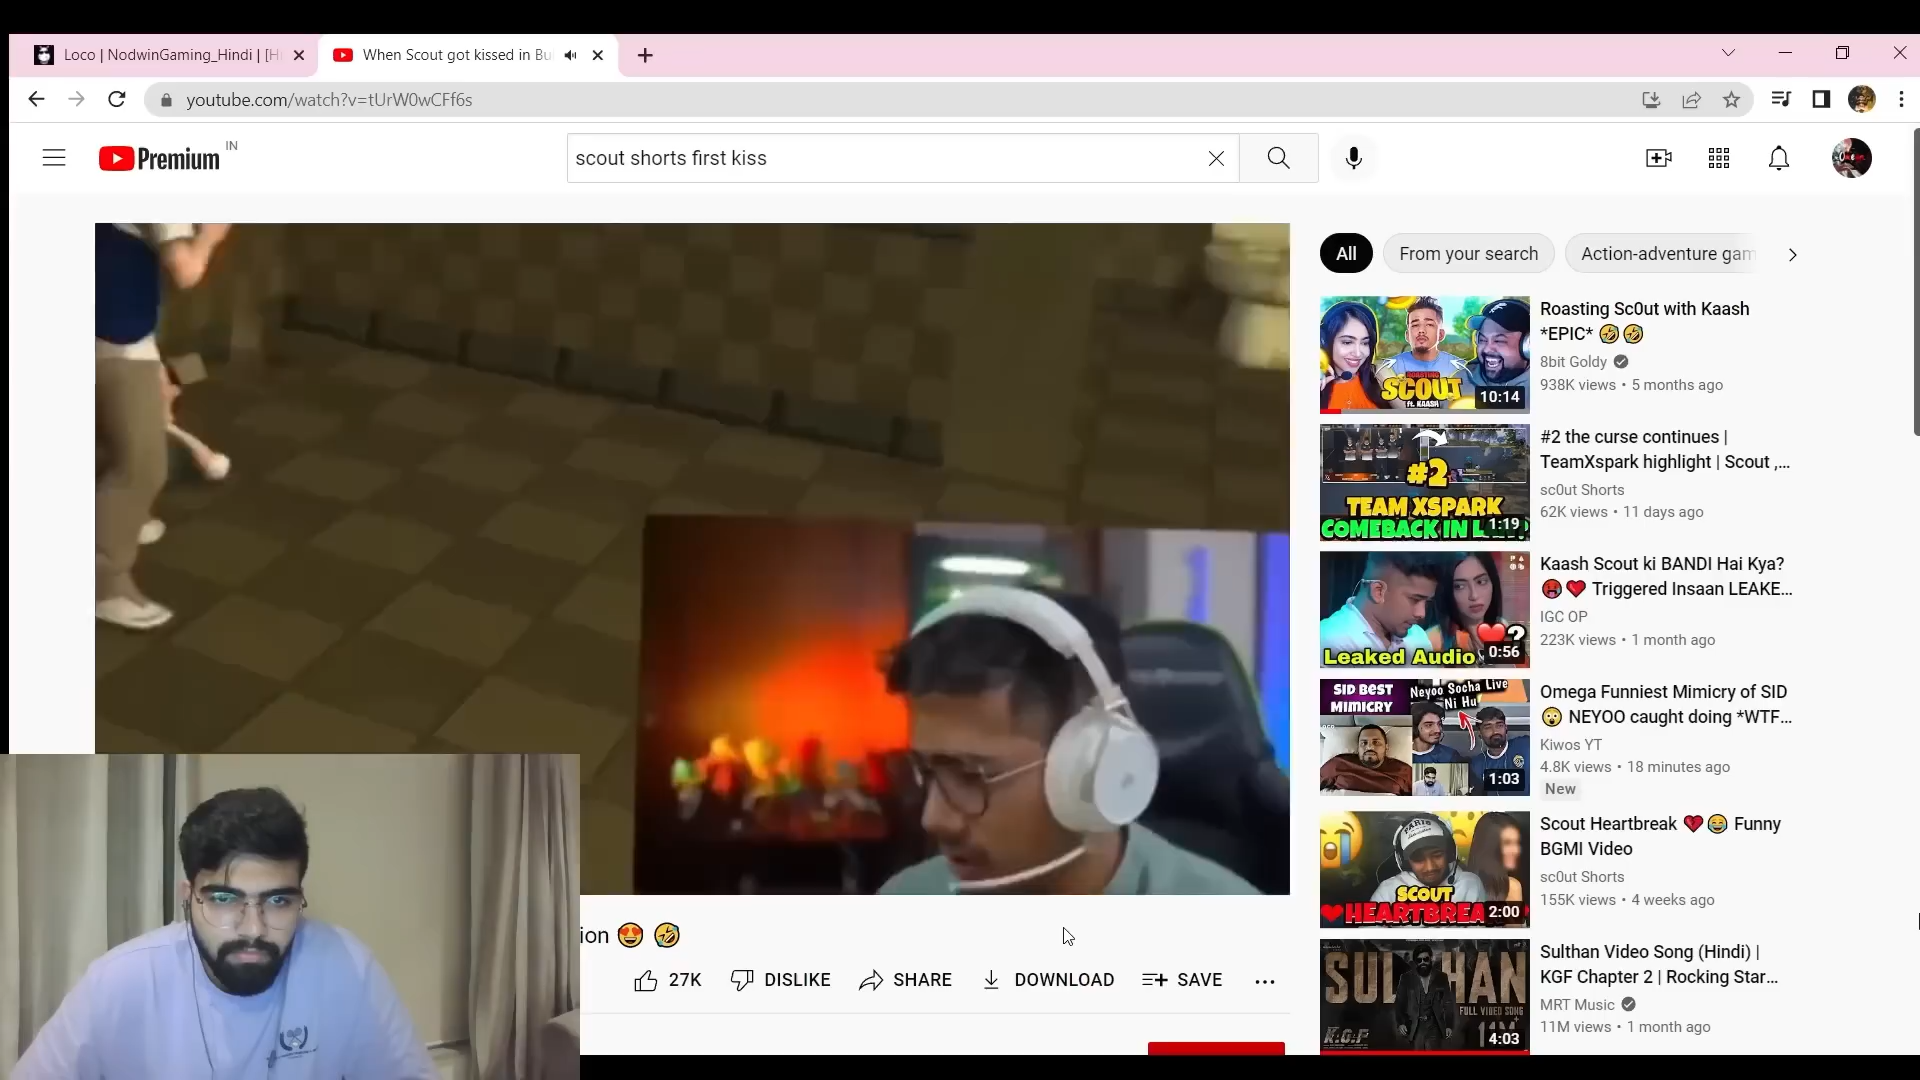 Loco | NodwinGaming_Hindi | [H
When Scout got kissed in Bu
youtube.com/watch?v=tUrW0wCFf6s
Premium IN
scout shorts first kiss
All
From your search
Action-adventure gam
SCOUT
ft. KAASH
10:14
Roasting Sc0ut with Kaash
*EPIC* 🤣🤣
8bit Goldy
938K views • 5 months ago
#2
TEAM XSPARK
COMEBACK IN L
1:19
#2 the curse continues |
TeamXspark highlight | Scout ,...
sc0ut Shorts
62K views • 11 days ago
?
Leaked Audio
0:56
Kaash Scout ki BANDI Hai Kya?
Triggered Insaan LEAKE...
IGC OP
223K views • 1 month ago
SID BEST
MIMICRY
Neyoo Socha Live
Ni Hu
1:03
Omega Funniest Mimicry of SID
😲 NEYOO caught doing *WTF...
Kiwos YT
4.8K views • 18 minutes ago
New
PARIS
SCOUT
HEARTBREA
2:00
Scout Heartbreak 💔😂 Funny
BGMI Video
sc0ut Shorts
155K views • 4 weeks ago
SULTHAN
FULL VIDEO SONG
K.G.F
4:03
Sulthan Video Song (Hindi) |
KGF Chapter 2 | Rocking Star...
MRT Music
11M views • 1 month ago
ion 😍 🤣
27K
DISLIKE
SHARE
DOWNLOAD
SAVE